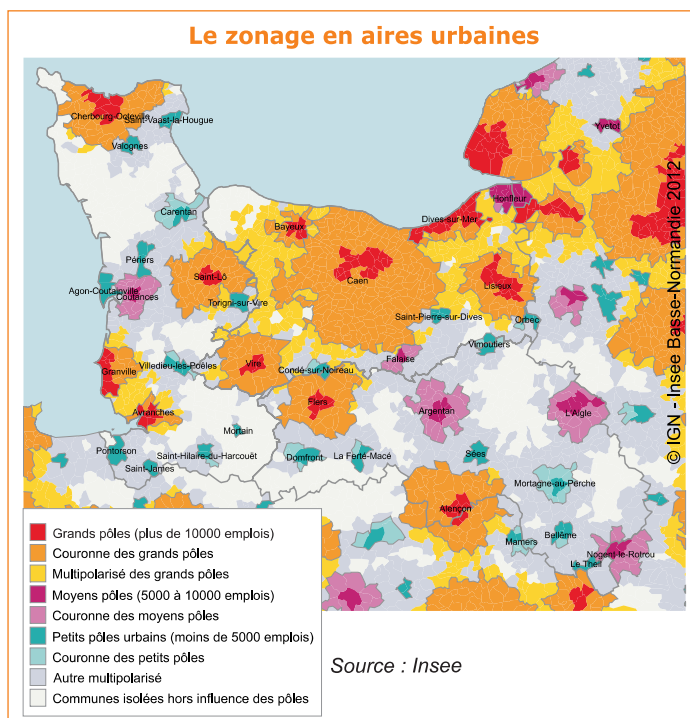 Le zonage en aires urbaines
Cherbourg-Octeville
Saint-Vaast-la-Hougue
Valognes
Yvetot
Carentan
Honfleur
Dives-sur-Mer
Bayeux
Périers
Caen
Saint-Lô
Lisieux
Agon-Coutainville
Coutances
Torigni-sur-Vire
Saint-Pierre-sur-Dives
Orbec
Vimoutiers
Falaise
Villedieu-les-Poëles
Vire
Condé-sur-Noireau
Granville
Flers
Argentan
L'Aigle
Avranches
Mortain
Pontorson
Saint-Hilaire-du-Harcouët
Domfront
La Ferté-Macé
Sées
Saint-James
Mortagne-au-Perche
Alençon
Mamers
Bellême
Nogent-le-Rotrou
Le Theil
© IGN - Insee Basse-Normandie 2012
Grands pôles (plus de 10000 emplois)
Couronne des grands pôles
Multipolarisé des grands pôles
Moyens pôles (5000 à 10000 emplois)
Couronne des moyens pôles
Petits pôles urbains (moins de 5000 emplois)
Couronne des petits pôles
Autre multipolarisé
Communes isolées hors influence des pôles
Source : Insee